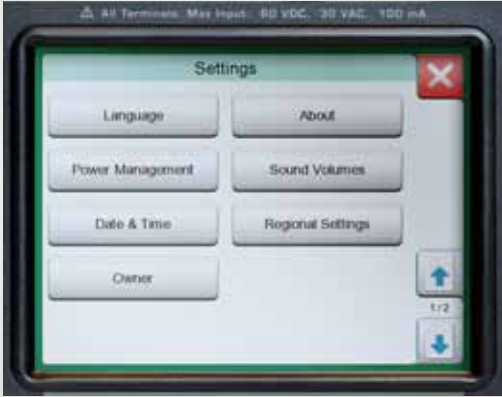 ⚠ All Terminals Max Input: 60 VDC, 30 VAC, 100 mA
Settings
Language
About
Power Management
Sound Volumes
Date & Time
Regional Settings
Owner
1/2